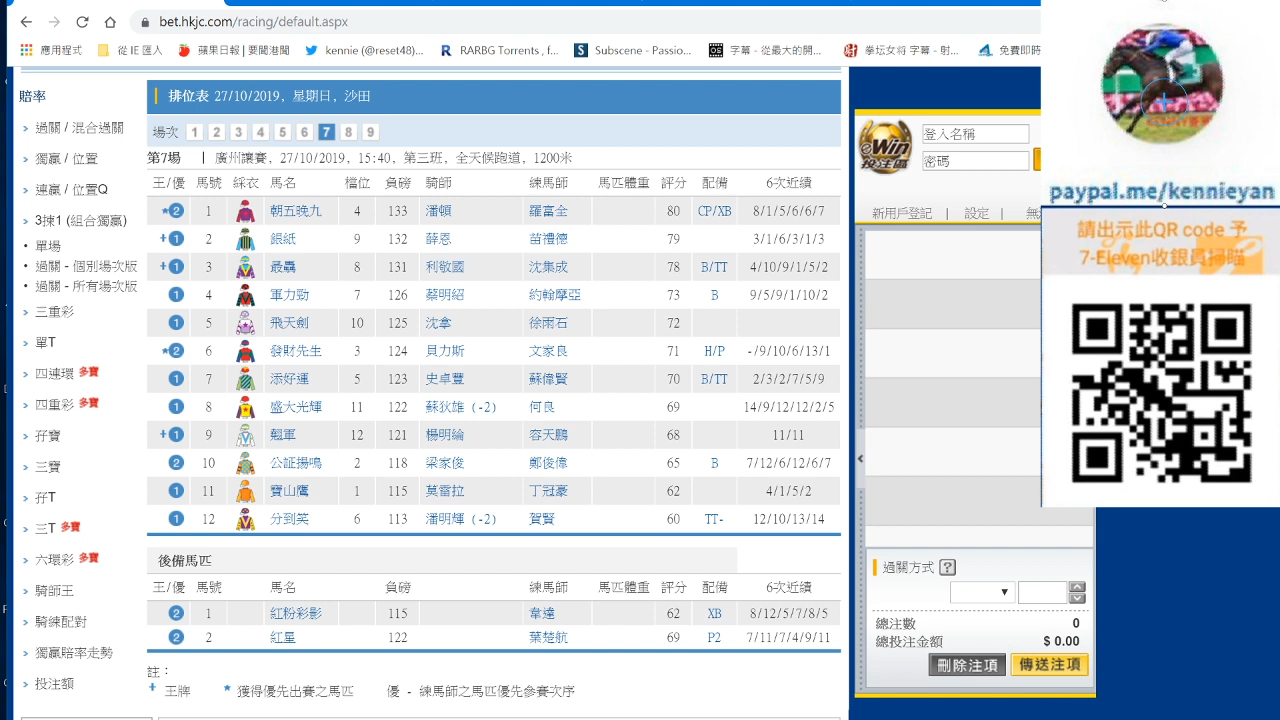 bet.hkjc.com/racing/default.aspx
應用程式 從 IE 匯入 蘋果日報 | 要聞港聞 kennie (@reset48)... RARBG Torrents , f... Subscene - Passio... 字幕 - 從最大的開... 拳坛女将 字幕 - 射... 免費即時
賠率
過關 / 混合過關
獨贏 / 位置
連贏 / 位置Q
3揀1 (組合獨贏)
單場
過關 - 個別場次版
過關 - 所有場次版
三重彩
單T
四連環 多寶
四重彩 多寶
孖寶
三寶
孖T
三T 多寶
六環彩 多寶
騎師王
騎練配對
獨贏賠率走勢
投注額
排位表 27/10/2019, 星期日, 沙田
場次 1 2 3 4 5 6 7 8 9
第7場 | 廣州讓賽, 27/10/2019, 15:40, 第三班, 全天候跑道, 1200米
王/優 馬號 綵衣 馬名 檔位 負磅 騎師 練馬師 馬匹體重 評分 配備 6次近績
★2 1 朝五晚九 4 133 潘頓 羅富全 80 CP/XB 8/1/5/6/6/7
+1 2 銀紙 9 132 薛恩 苗禮德 79 3/1/6/3/1/3
+1 3 最轟 8 131 利敬國 沈集成 78 B/TT 4/10/9/1/5/2
1 4 軍力勁 7 126 蔡明紹 約翰摩亞 73 B 9/5/9/1/10/2
1 5 飛天劍 10 125 沈拿 徐雨石 72
★2 6 發財先生 3 124 貝力斯 文家良 71 H/P -/9/10/6/13/1
1 7 添好運 5 123 史卓豐 蘇偉賢 70 B/TT 2/3/2/7/5/9
1 8 盛大光輝 11 122 蘇狄雄 (-2) 何良 69 14/9/12/12/2/5
+1 9 翹軍 12 121 楊明綸 容天鵬 68 11/11
2 10 公証揚鳴 2 118 梁家俊 鄭俊偉 65 B 7/12/6/12/6/7
1 11 寶山鷹 1 115 莫雷拉 丁冠豪 62 4/1/5/2
1 12 分到笑 6 113 潘明輝 (-2) 賀賢 60 TT- 12/10/13/14
後備馬匹
王/優 馬號 馬名 負磅 練馬師 馬匹體重 評分 配備 6次近績
2 1 紅粉彩影 115 韋達 62 XB 8/12/5/7/8/5
2 2 紅星 122 葉楚航 69 P2 7/11/7/4/9/11
註：
+ 王牌 ★ 獲得優先出賽之馬匹 優 - 練馬師之馬匹優先參賽次序
eWin
投注區
登入名稱
密碼
新用戶登記 | 設定 |
過關方式 ?
總注數 0
總投注金額 $ 0.00
刪除注項 傳送注項
paypal.me/kennieyan
請出示此QR code 予
7-Eleven收銀員掃瞄